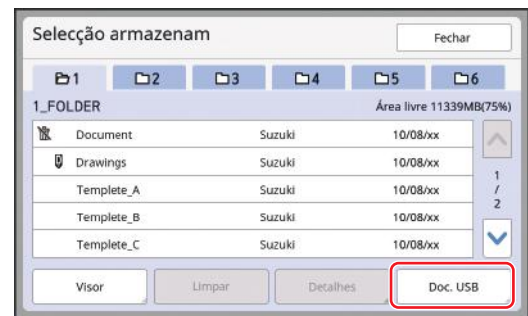 Selecção armazenam
Fechar
1 2 3 4 5 6
1_FOLDER Área livre 11339MB(75%)
Document Suzuki 10/08/xx
Drawings Suzuki 10/08/xx
Templete_A Suzuki 10/08/xx
Templete_B Suzuki 10/08/xx
Templete_C Suzuki 10/08/xx
1
/
2
Visor Limpar Detalhes Doc. USB